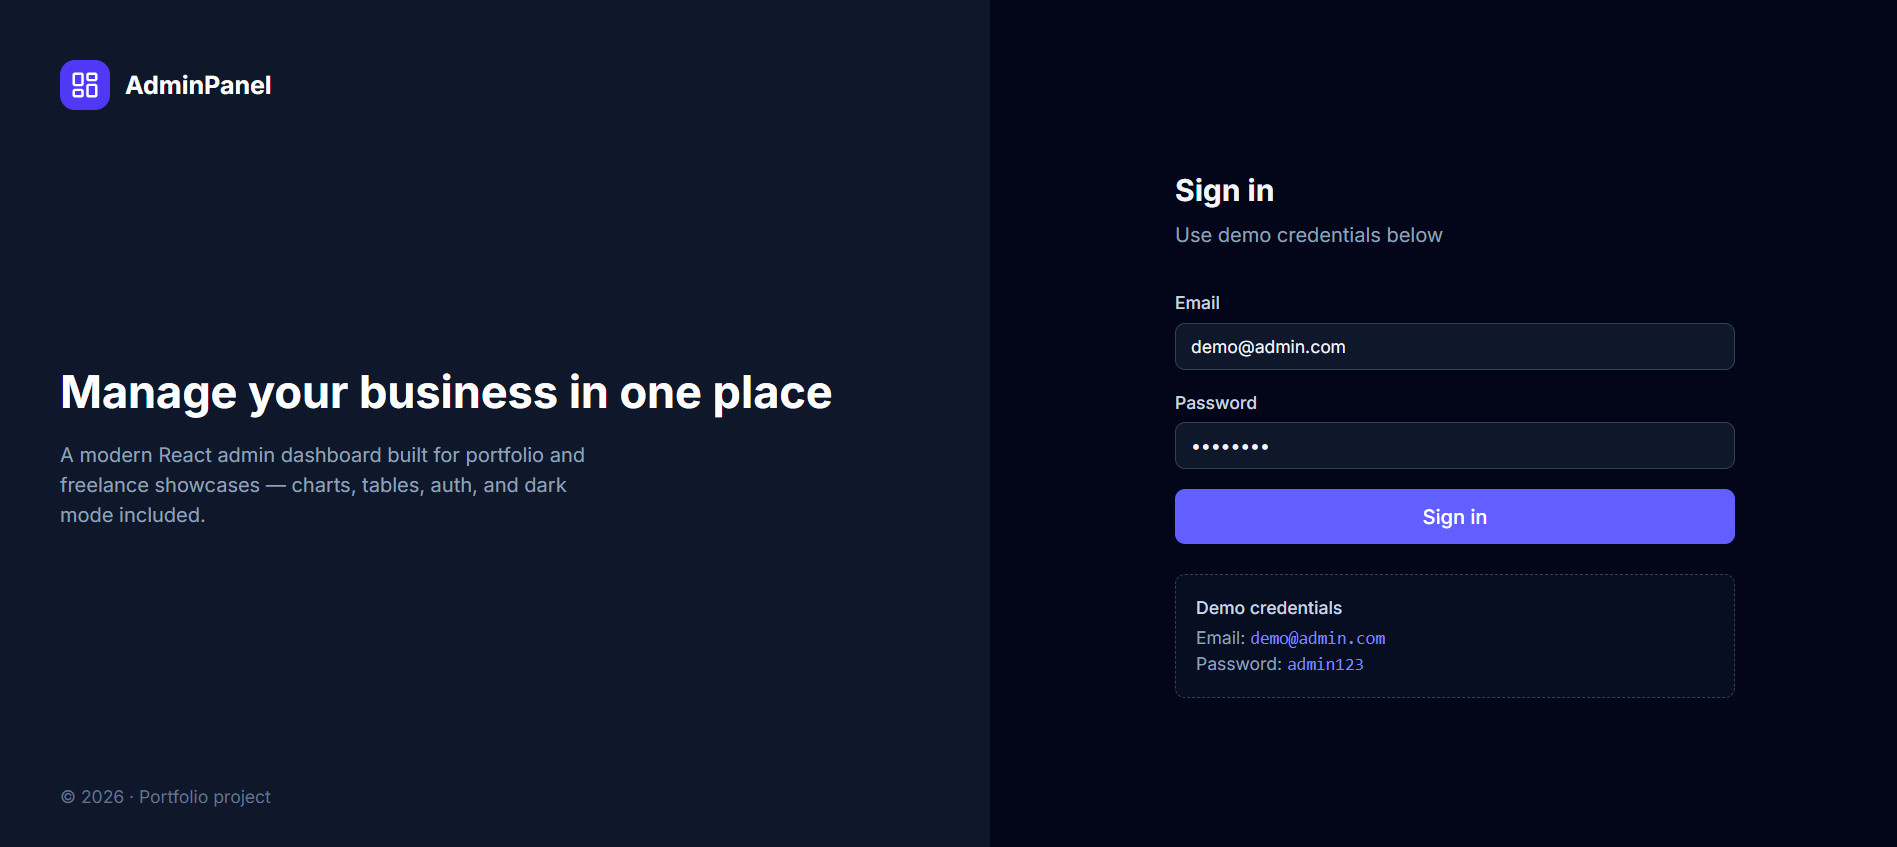 AdminPanel
Manage your business in one place
A modern React admin dashboard built for portfolio and
freelance showcases — charts, tables, auth, and dark
mode included.
© 2026 · Portfolio project
Sign in
Use demo credentials below
Email
demo@admin.com
Password
••••••••
Sign in
Demo credentials
Email: demo@admin.com
Password: admin123